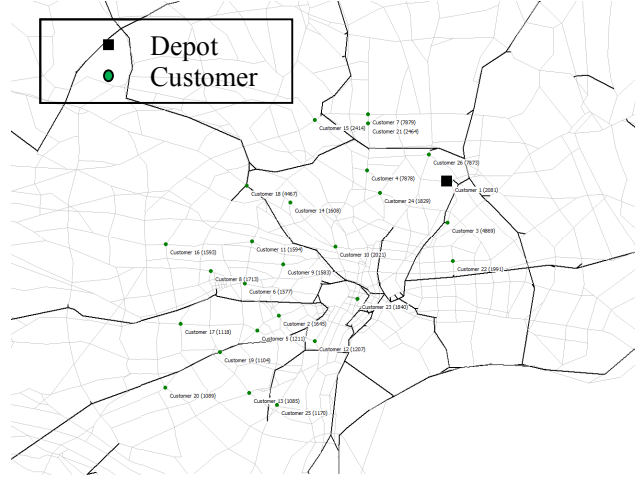 Depot
Customer
Customer 7 (7879)
Customer 15 (2414)
Customer 21 (2464)
Customer 26 (7873)
Customer 4 (7878)
Customer 1 (2081)
Customer 18 (4467)
Customer 24 (1829)
Customer 14 (1608)
Customer 3 (4869)
Customer 11 (1594)
Customer 16 (1593)
Customer 10 (2021)
Customer 22 (1991)
Customer 9 (1583)
Customer 8 (1713)
Customer 6 (1577)
Customer 23 (1840)
Customer 2 (1645)
Customer 17 (1118)
Customer 5 (1211)
Customer 12 (1207)
Customer 19 (1104)
Customer 20 (1089)
Customer 13 (1085)
Customer 25 (1170)